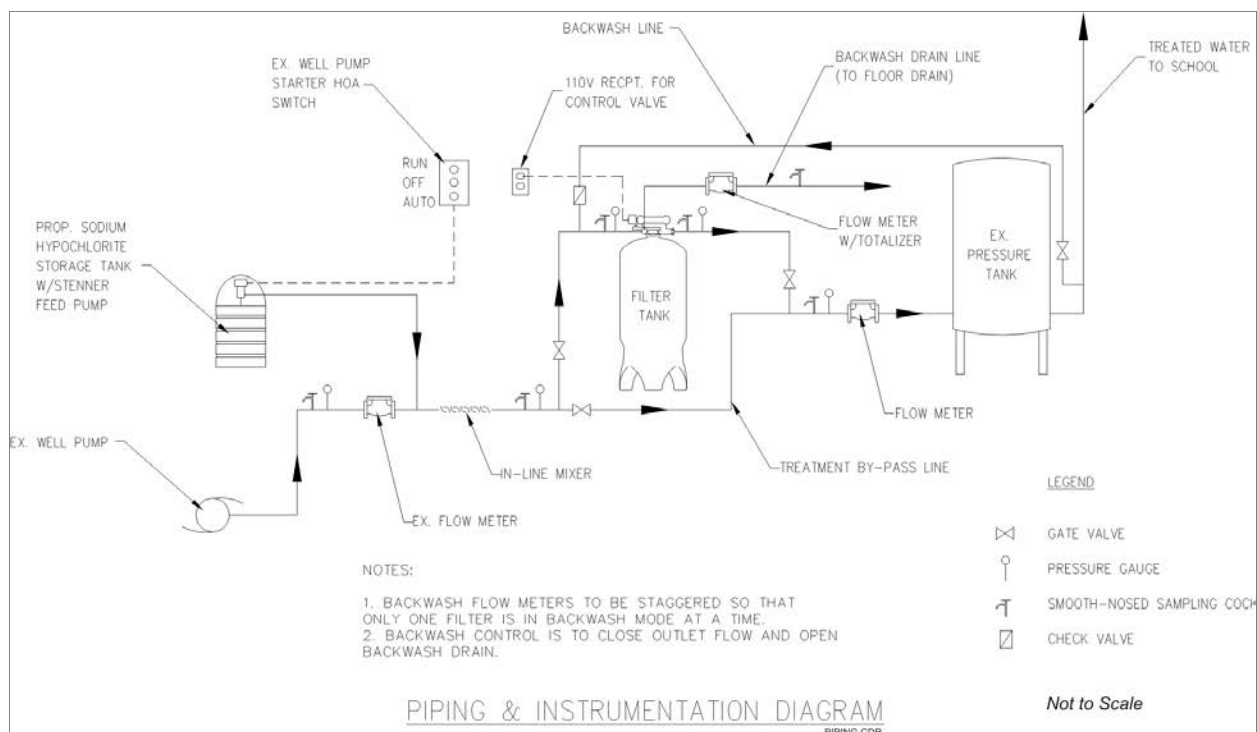 BACKWASH LINE
BACKWASH DRAIN LINE
(TO FLOOR DRAIN)
TREATED WATER
TO SCHOOL
EX. WELL PUMP
STARTER HOA
SWITCH
110V RECPT. FOR
CONTROL VALVE
RUN
OFF
AUTO
PROP. SODIUM
HYPOCHLORITE
STORAGE TANK
W/STENNER
FEED PUMP
FLOW METER
W/TOTALIZER
EX.
PRESSURE
TANK
FILTER
TANK
FLOW METER
EX. WELL PUMP
IN-LINE MIXER
TREATMENT BY-PASS LINE
EX. FLOW METER
LEGEND
GATE VALVE
PRESSURE GAUGE
SMOOTH-NOSED SAMPLING COCK
CHECK VALVE
NOTES:
1. BACKWASH FLOW METERS TO BE STAGGERED SO THAT
ONLY ONE FILTER IS IN BACKWASH MODE AT A TIME.
2. BACKWASH CONTROL IS TO CLOSE OUTLET FLOW AND OPEN
BACKWASH DRAIN.
PIPING & INSTRUMENTATION DIAGRAM
Not to Scale